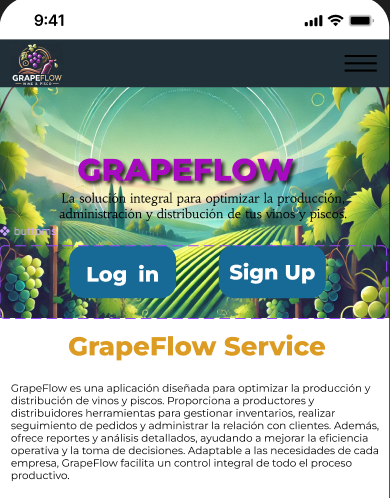 9:41
GRAPEFLOW
WINE & PISCO
GRAPEFLOW
La solución integral para optimizar la producción,
administración y distribución de tus vinos y piscos.
buttons
Log in
Sign Up
GrapeFlow Service
GrapeFlow es una aplicación diseñada para optimizar la producción y
distribución de vinos y piscos. Proporciona a productores y
distribuidores herramientas para gestionar inventarios, realizar
seguimiento de pedidos y administrar la relación con clientes. Además,
ofrece reportes y análisis detallados, ayudando a mejorar la eficiencia
operativa y la toma de decisiones. Adaptable a las necesidades de cada
empresa, GrapeFlow facilita un control integral de todo el proceso
productivo.